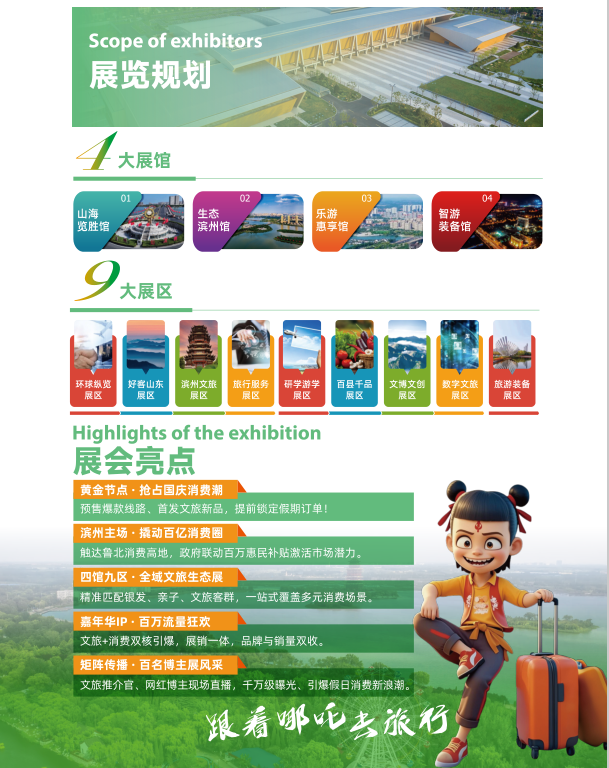 Scope of exhibitors
展览规划
4大展馆
01
山海
览胜馆
02
生态
滨州馆
03
乐游
惠享馆
04
智游
装备馆
9大展区
环球纵览
展区
好客山东
展区
滨州文旅
展区
旅行服务
展区
研学游学
展区
百县千品
展区
文博文创
展区
数字文旅
展区
旅游装备
展区
Highlights of the exhibition
展会亮点
黄金节点·抢占国庆消费潮
预售爆款线路、首发文旅新品，提前锁定假期订单！
滨州主场·撬动百亿消费圈
触达鲁北消费高地，政府联动百万惠民补贴激活市场潜力。
四馆九区·全域文旅生态展
精准匹配银发、亲子、文旅客群，一站式覆盖多元消费场景。
嘉年华IP·百万流量狂欢
文旅+消费双核引爆，展销一体，品牌与销量双收。
矩阵传播·百名博主展风采
文旅推介官、网红博主现场直播，千万级曝光、引爆假日消费新浪潮。
跟着哪吒去旅行